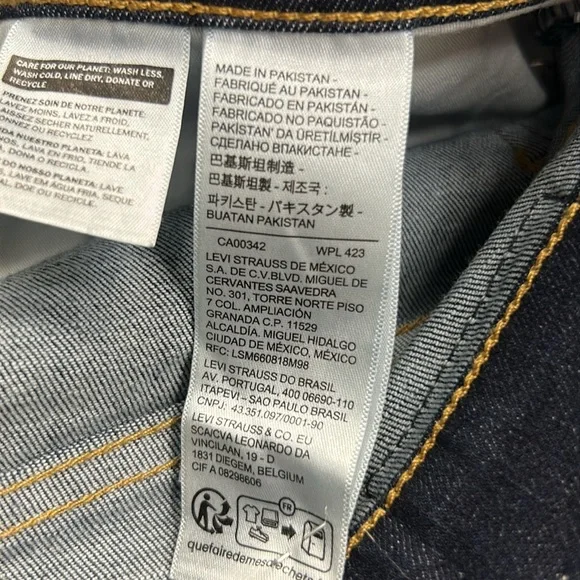 CARE FOR OUR PLANET: WASH LESS,
WASH COLD, LINE DRY, DONATE OR
RECYCLE
PRENEZ SOIN DE NOTRE PLANETE:
LAVEZ MOINS, LAVEZ A FROID,
AISSEZ SECHER NATURELLEMENT,
ONNEZ OU RECYCLEZ
DA NUESTRO PLANETA: LAVA
, LAVA EN FRIO, TIENDE LA
, DONA O RECICLA.
DO NOSSO PLANETA: LAVA
, LAVE EM ÁGUA FRIA, SEQUE
L, DOE OU RECICLE.
MADE IN PAKISTAN -
FABRIQUÉ AU PAKISTAN -
FABRICADO EN PAKISTÁN -
FABRICADO NO PAQUISTÃO -
PAKISTAN' DA ÜRETİLMİŞTİR -
СДЕЛАНО ВПАКИСТАНЕ -
巴基斯坦制造 -
巴基斯坦製 - 제조국 :
파키스탄 - パキスタン製 -
BUATAN PAKISTAN
CA00342 WPL 423
LEVI STRAUSS DE MÉXICO
S.A. DE C.V.BLVD. MIGUEL DE
CERVANTES SAAVEDRA
NO. 301, TORRE NORTE PISO
7 COL. AMPLIACIÓN
GRANADA C.P. 11529
ALCALDÍA. MIGUEL HIDALGO
CIUDAD DE MÉXICO, MÉXICO
RFC: LSM660818M98
LEVI STRAUSS DO BRASIL
AV. PORTUGAL, 400 06690-110
ITAPEVI - SAO PAULO BRASIL
CNPJ: 43.351.097/0001-90
LEVI STRAUSS & CO. EU
SCA/CVA LEONARDO DA
VINCILAAN, 19 - D
1831 DIEGEM, BELGIUM
CIF A 08298606
FR
quefairedemesdechets